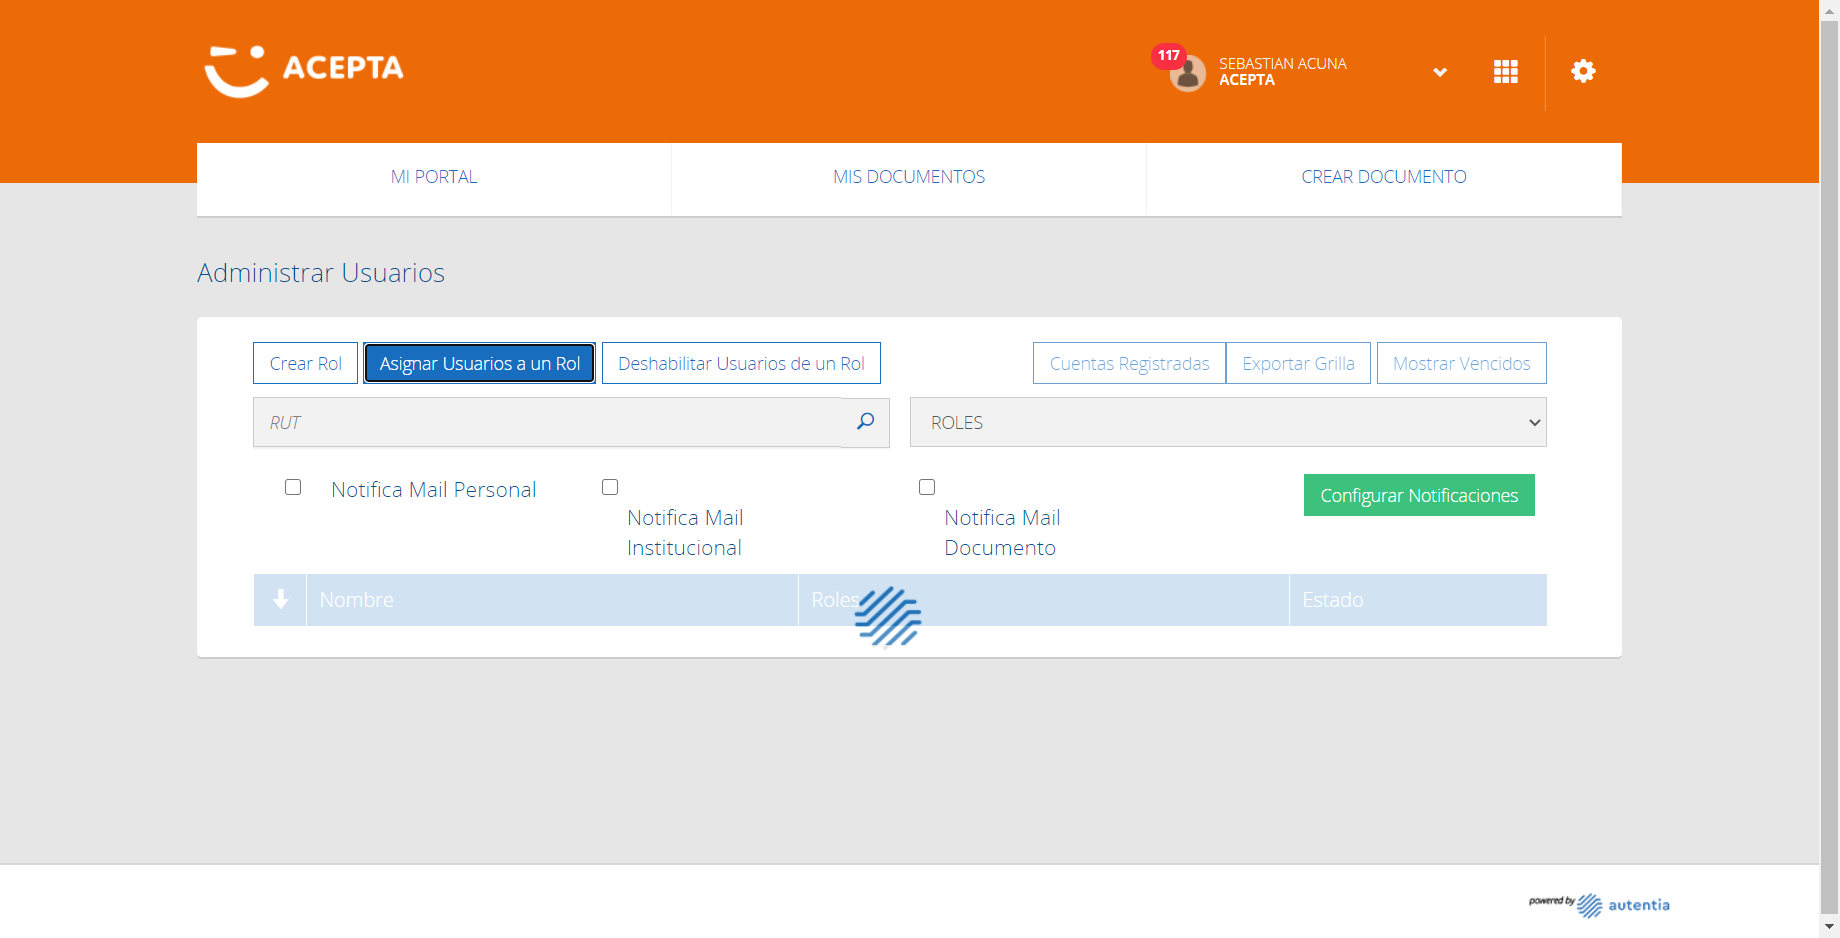 ACEPTA
117
SEBASTIAN ACUNA
ACEPTA
MI PORTAL
MIS DOCUMENTOS
CREAR DOCUMENTO
Administrar Usuarios
Crear Rol
Asignar Usuarios a un Rol
Deshabilitar Usuarios de un Rol
Cuentas Registradas
Exportar Grilla
Mostrar Vencidos
RUT
ROLES
Notifica Mail Personal
Notifica Mail
Institucional
Notifica Mail
Documento
Configurar Notificaciones
Nombre
Roles
Estado
powered by
autentia